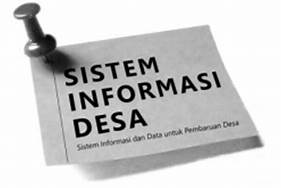 SISTEM
INFORMASI
DESA
Sistem Informasi dan Data untuk Pembaruan Desa